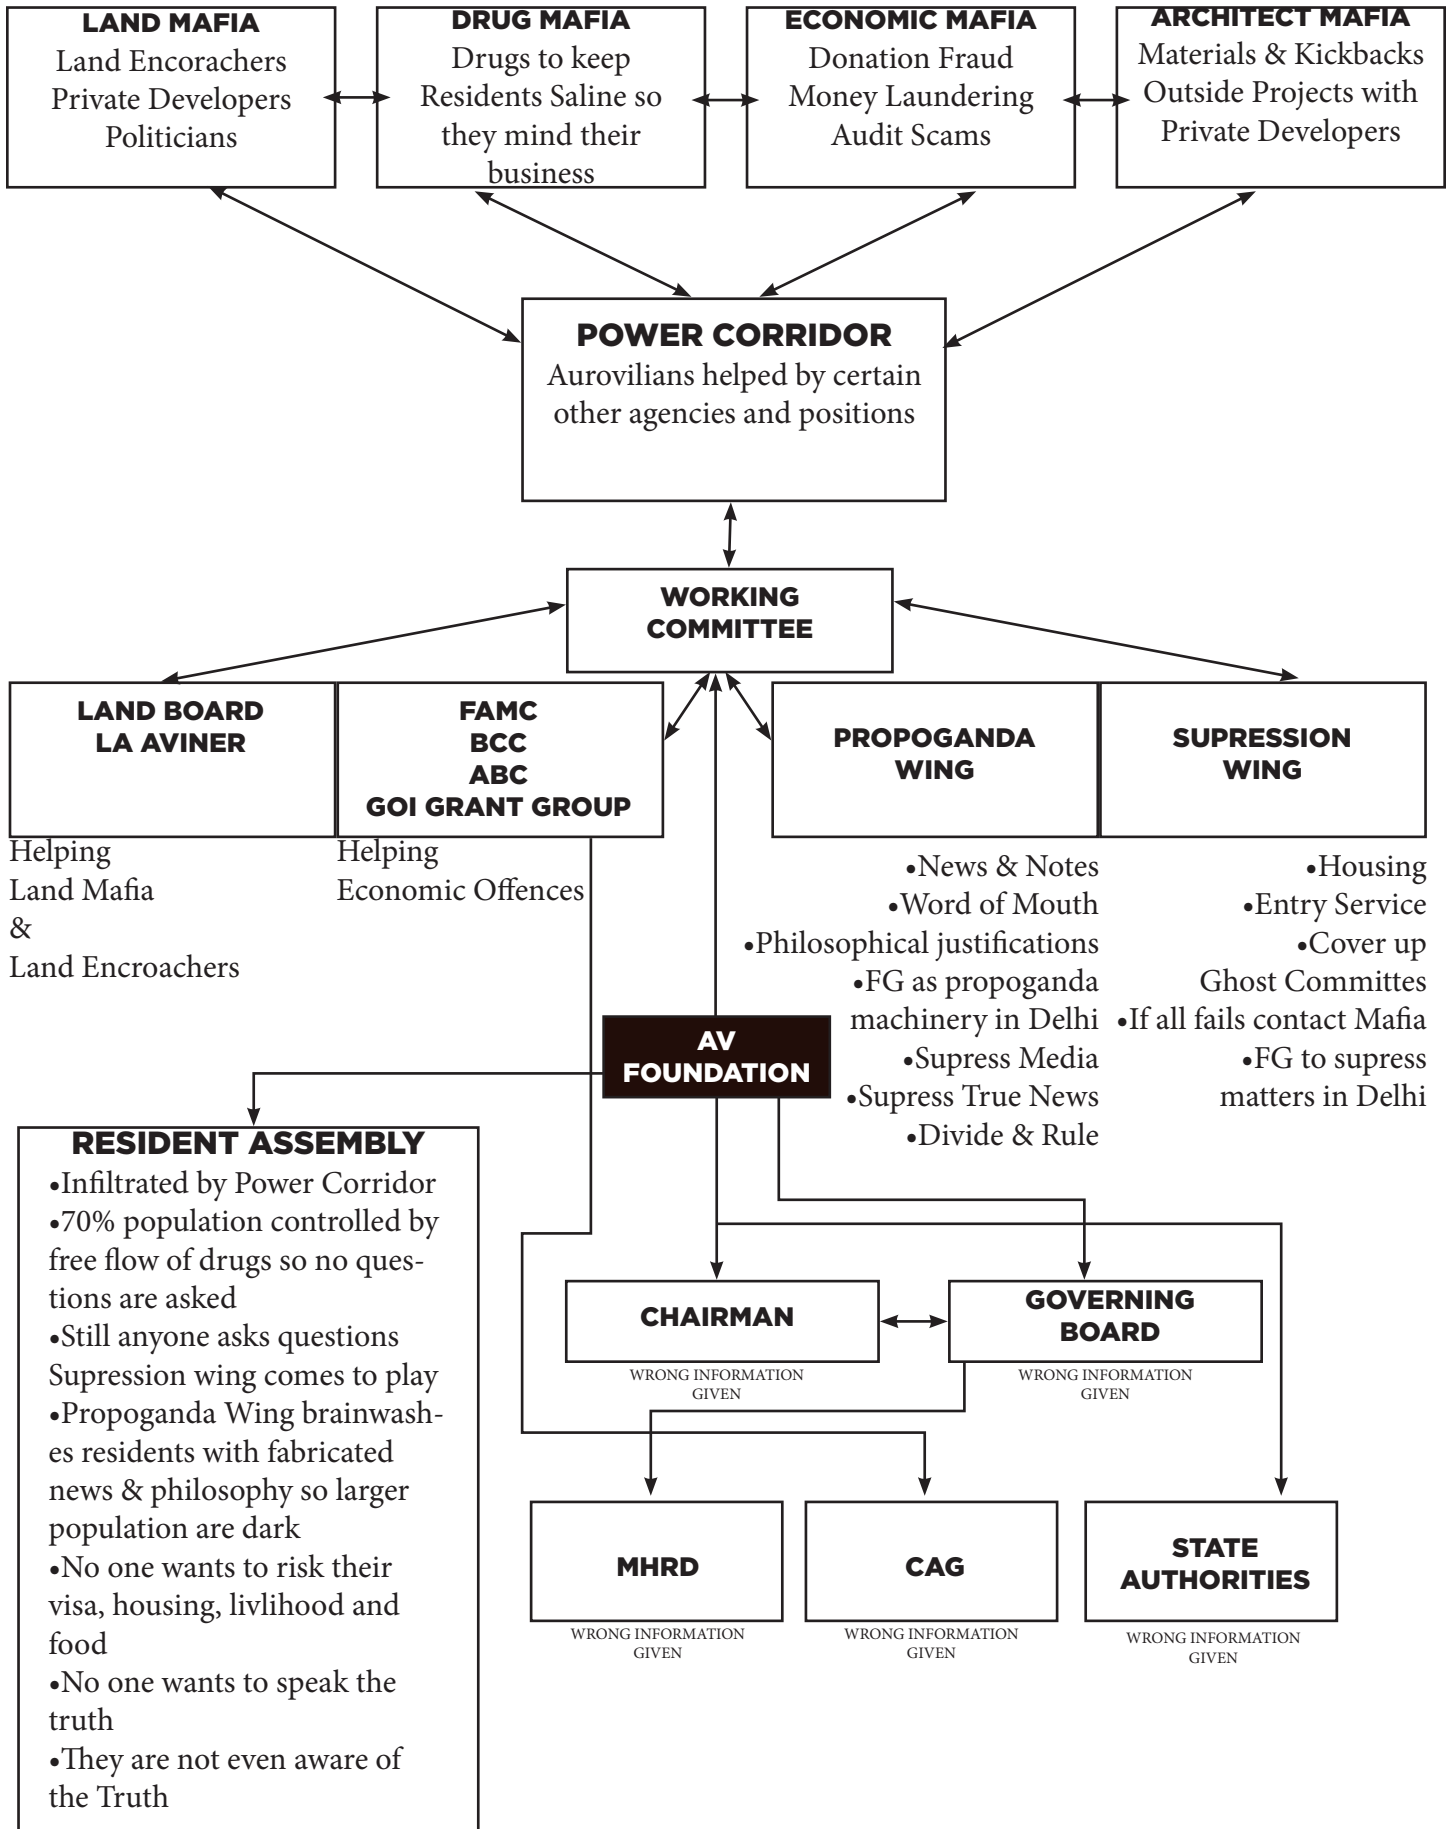 LAND MAFIA
Land Encorachers
Private Developers
Politicians
DRUG MAFIA
Drugs to keep
Residents Saline so
they mind their
business
ECONOMIC MAFIA
Donation Fraud
Money Laundering
Audit Scams
ARCHITECT MAFIA
Materials & Kickbacks
Outside Projects with
Private Developers
POWER CORRIDOR
Aurovilians helped by certain
other agencies and positions
WORKING
COMMITTEE
LAND BOARD
LA AVINER
Helping
Land Mafia
&
Land Encroachers
FAMC
BCC
ABC
GOI GRANT GROUP
Helping
Economic Offences
PROPOGANDA
WING
•News & Notes
•Word of Mouth
•Philosophical justifications
•FG as propoganda
machinery in Delhi
•Supress Media
•Supress True News
•Divide & Rule
SUPRESSION
WING
•Housing
•Entry Service
•Cover up
Ghost Committes
•If all fails contact Mafia
•FG to supress
matters in Delhi
AV
FOUNDATION
RESIDENT ASSEMBLY
•Infiltrated by Power Corridor
•70% population controlled by
free flow of drugs so no ques-
tions are asked
•Still anyone asks questions
Supression wing comes to play
•Propoganda Wing brainwash-
es residents with fabricated
news & philosophy so larger
population are dark
•No one wants to risk their
visa, housing, livlihood and
food
•No one wants to speak the
truth
•They are not even aware of
the Truth
CHAIRMAN
WRONG INFORMATION
GIVEN
GOVERNING
BOARD
WRONG INFORMATION
GIVEN
MHRD
WRONG INFORMATION
GIVEN
CAG
WRONG INFORMATION
GIVEN
STATE
AUTHORITIES
WRONG INFORMATION
GIVEN